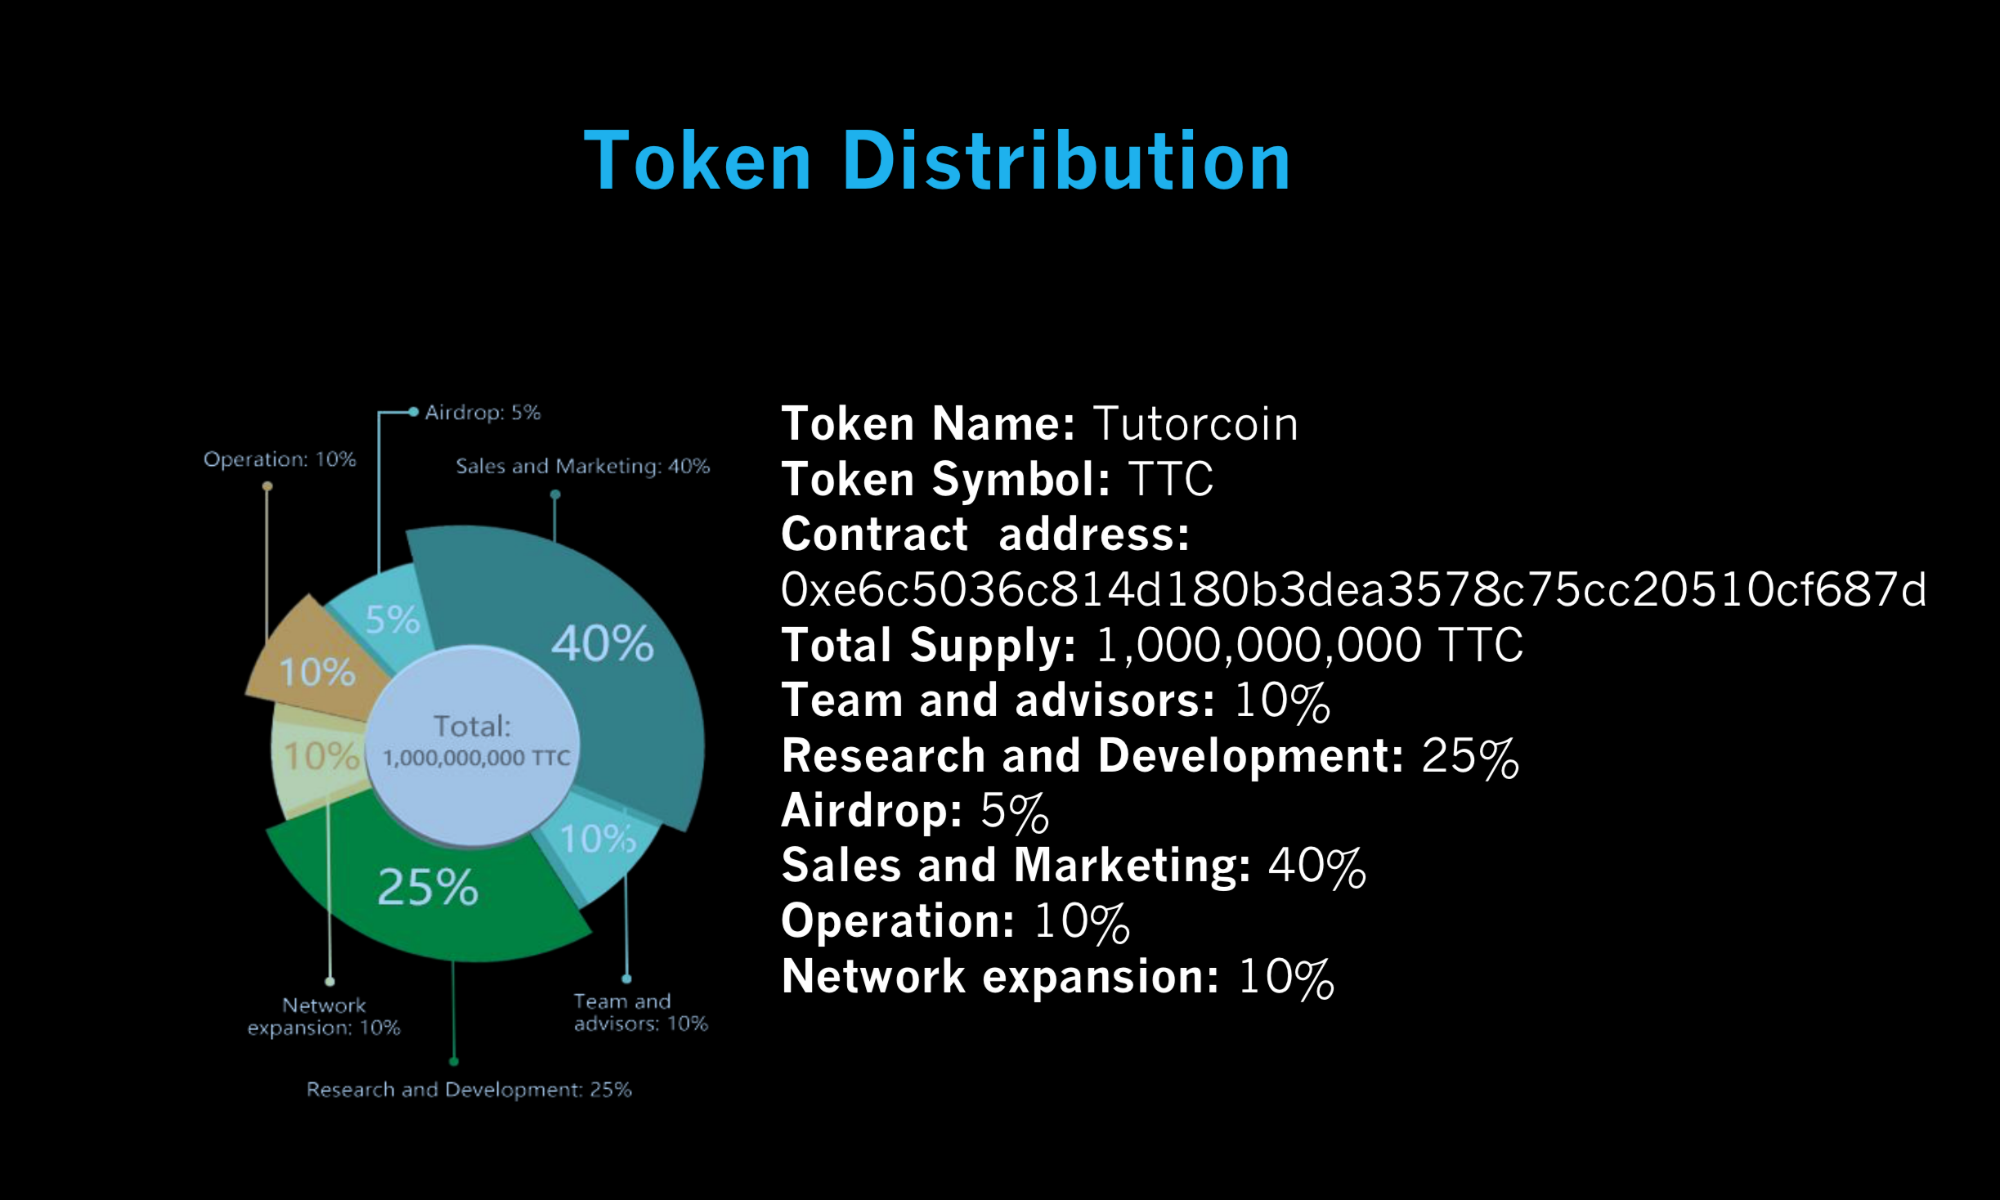 Token Distribution
Airdrop: 5%
Operation: 10%
Sales and Marketing: 40%
5%
40%
10%
Total:
10%
1,000,000,000 TTC
10%
25%
Network
expansion: 10%
Team and
advisors: 10%
Research and Development: 25%
Token Name: Tutorcoin
Token Symbol: TTC
Contract address:
0xe6c5036c814d180b3dea3578c75cc20510cf687d
Total Supply: 1,000,000,000 TTC
Team and advisors: 10%
Research and Development: 25%
Airdrop: 5%
Sales and Marketing: 40%
Operation: 10%
Network expansion: 10%